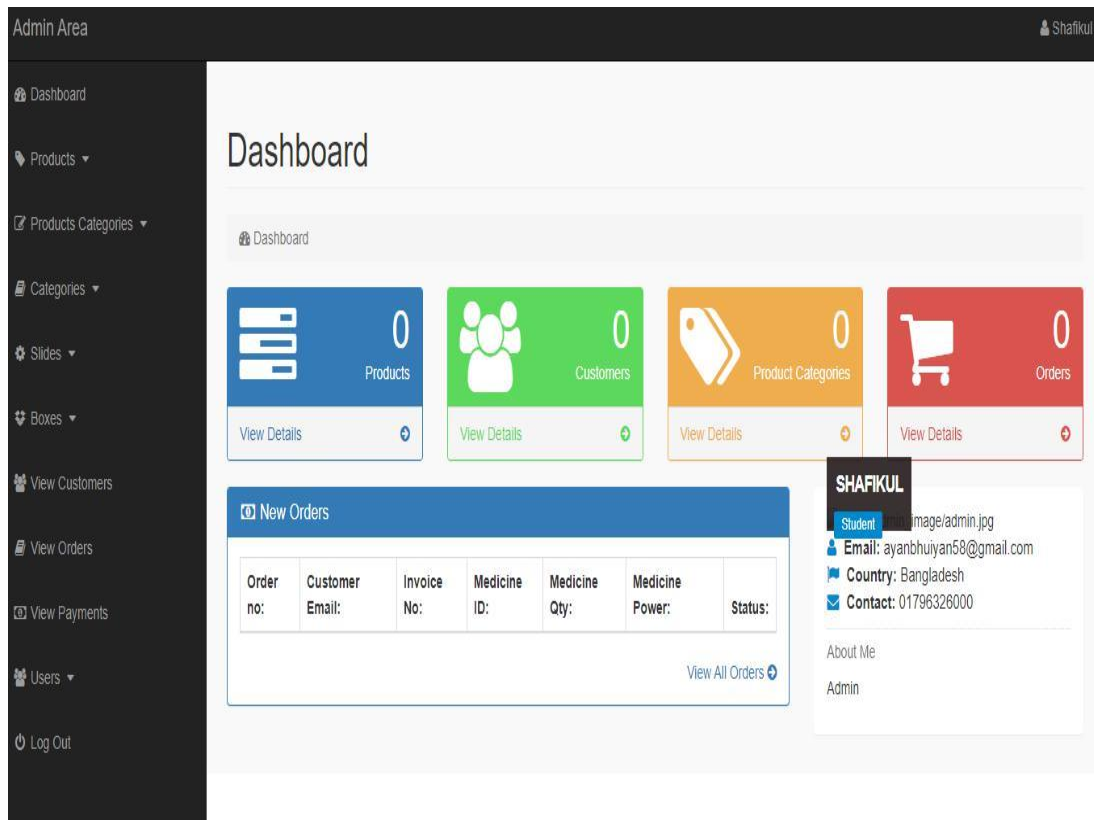 Admin Area
Shafikul
Dashboard
Products
Products Categories
Categories
Slides
Boxes
View Customers
View Orders
View Payments
Users
Log Out
Dashboard
Dashboard
0
Products
View Details
0
Customers
View Details
0
Product Categories
View Details
0
Orders
View Details
New Orders
Order no:
Customer Email:
Invoice No:
Medicine ID:
Medicine Qty:
Medicine Power:
Status:
View All Orders
SHAFIKUL
Student
image/admin.jpg
Email: ayanbhuiyan58@gmail.com
Country: Bangladesh
Contact: 01796326000
About Me
Admin